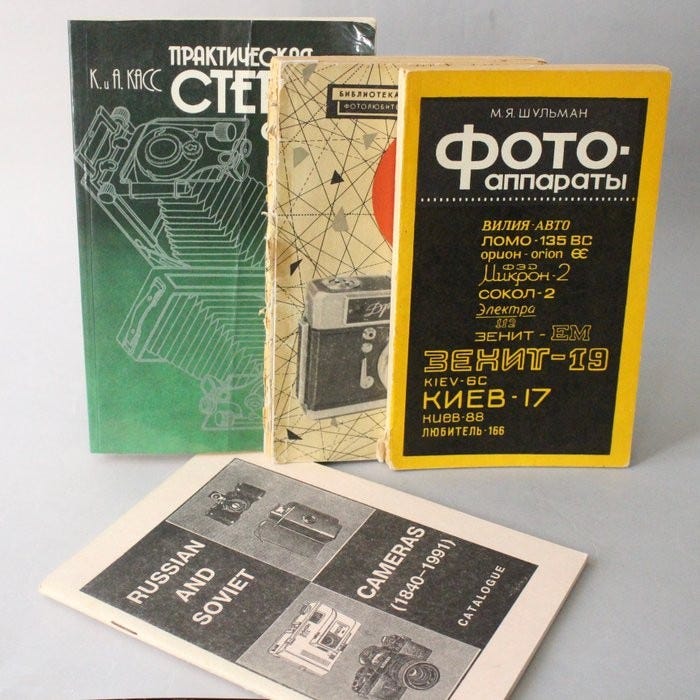 ПРАКТИЧЕСКАЯ
К. и А. КАСС
СТЕ
БИБЛИОТЕКА
ФОТОЛЮБИТЕ
М.Я. ШУЛЬМАН
ФОТО-
аппараты
ВИЛИЯ-АВТО
ЛОМО-135 ВС
орион-orion EE
ФЭД
Микрон-2
СОКОЛ-2
Электра
112
ЗЕНИТ-ЕМ
ЗЕНИТ-19
KIEV-6C
КИЕВ-17
Киев-88
ЛЮБИТЕЛЬ-166
RUSSIAN
AND
SOVIET
CAMERAS
(1840-1991)
CATALOGUE